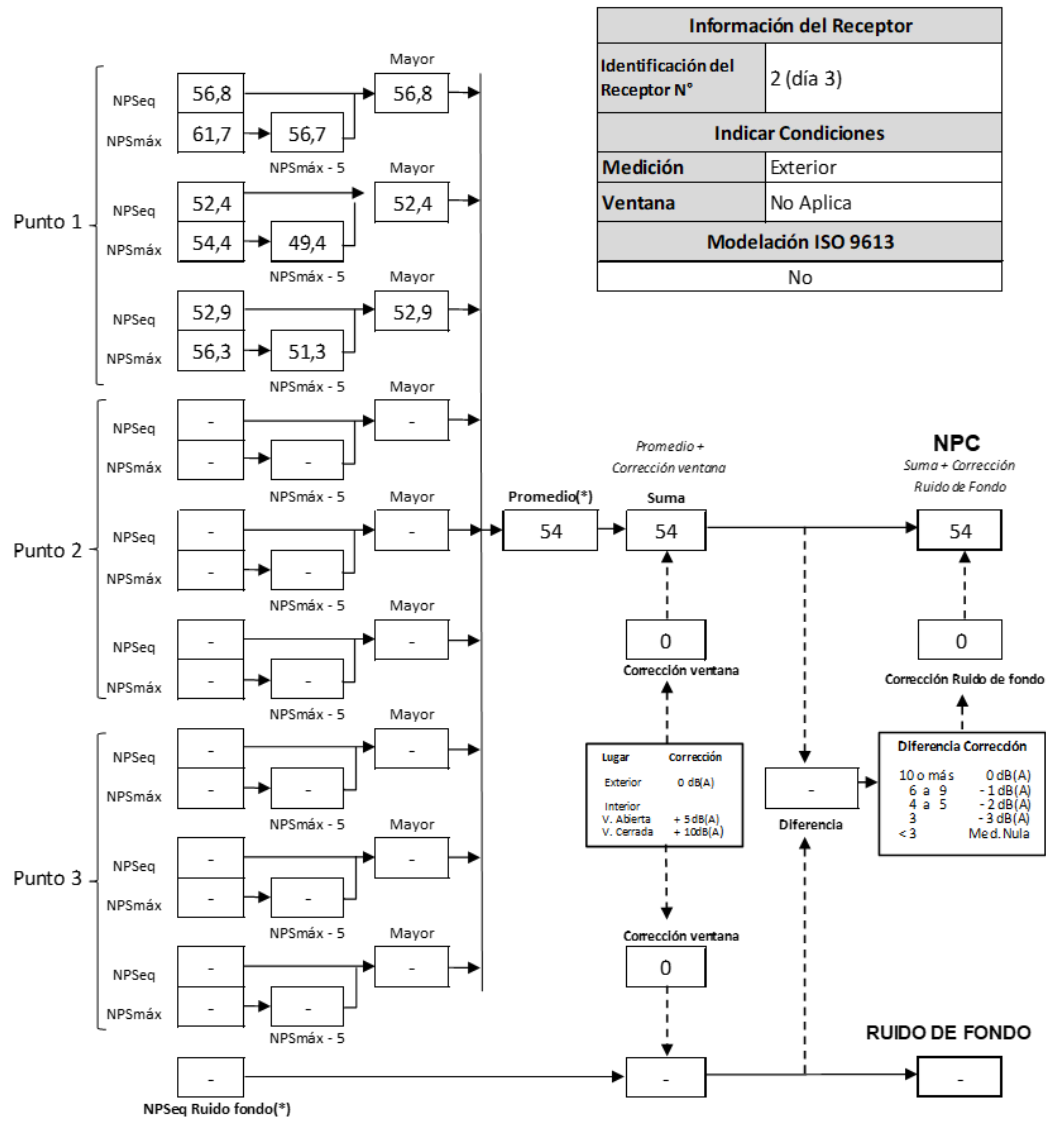 Información del Receptor
Identificación del
Receptor N°
2 (día 3)
Indicar Condiciones
Medición
Exterior
Ventana
No Aplica
Modelación ISO 9613
No
Punto 1
Mayor
NPSeq
56,8
56,8
NPSmáx
61,7
56,7
NPSmáx - 5
Mayor
NPSeq
52,4
52,4
NPSmáx
54,4
49,4
NPSmáx - 5
Mayor
NPSeq
52,9
52,9
NPSmáx
56,3
51,3
NPSmáx - 5
Punto 2
Mayor
NPSeq
-
-
NPSmáx
-
-
NPSmáx - 5
Mayor
NPSeq
-
-
NPSmáx
-
-
NPSmáx - 5
Mayor
NPSeq
-
-
NPSmáx
-
-
NPSmáx - 5
Punto 3
Mayor
NPSeq
-
-
NPSmáx
-
-
NPSmáx - 5
Mayor
NPSeq
-
-
NPSmáx
-
-
NPSmáx - 5
Mayor
NPSeq
-
-
NPSmáx
-
-
NPSmáx - 5
-
NPSeq Ruido fondo(*)
Promedio(*)
54
Promedio +
Corrección ventana
Suma
54
0
Corrección ventana
Lugar Corrección
Exterior 0 dB(A)
Interior
V. Abierta + 5 dB(A)
V. Cerrada + 10dB(A)
Corrección ventana
0
-
NPC
Suma + Corrección
Ruido de Fondo
54
0
Corrección Ruido de fondo
-
Diferencia
Diferencia Corrección
10 o más 0 dB(A)
6 a 9 - 1 dB(A)
4 a 5 - 2 dB(A)
3 - 3 dB(A)
< 3 Med. Nula
RUIDO DE FONDO
-